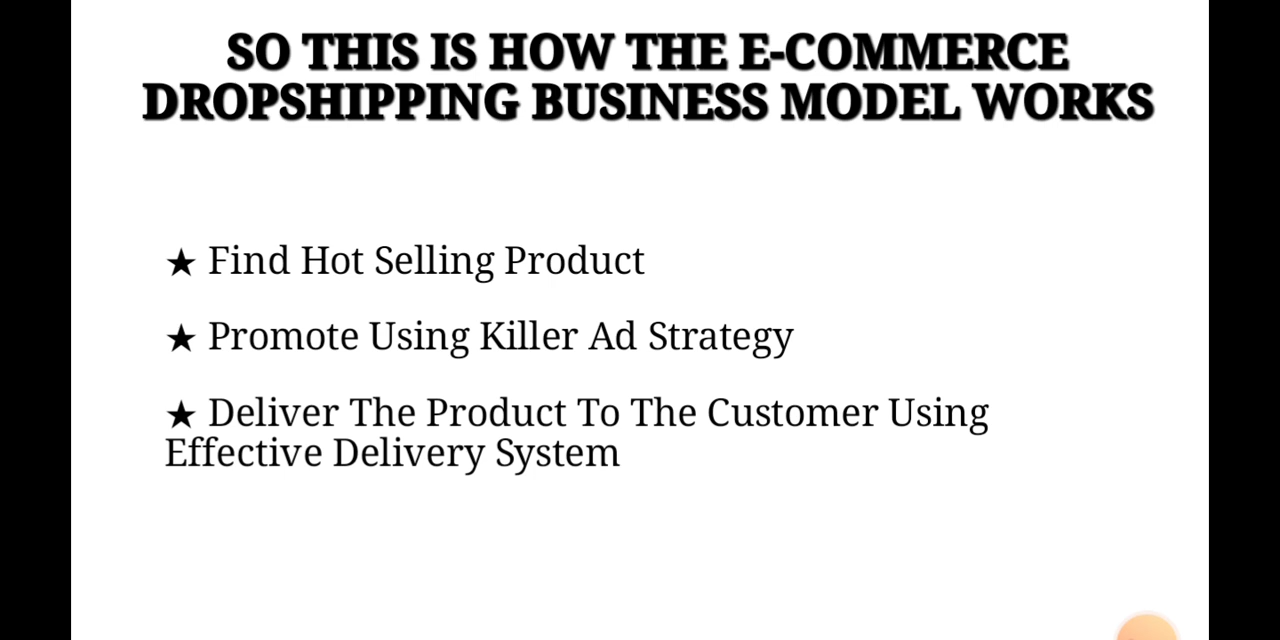 SO THIS IS HOW THE E-COMMERCE
DROPSHIPPING BUSINESS MODEL WORKS
★ Find Hot Selling Product
★ Promote Using Killer Ad Strategy
★ Deliver The Product To The Customer Using
Effective Delivery System